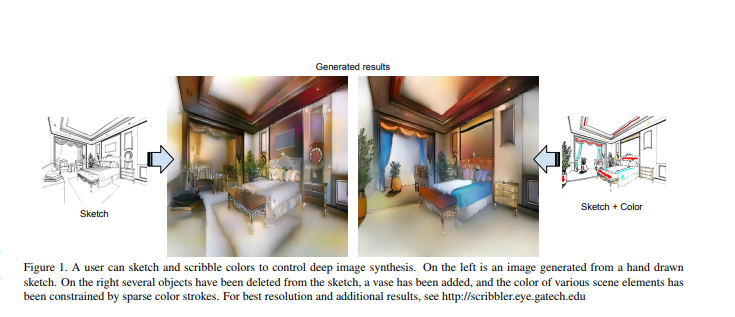 Generated results
Sketch
Sketch + Color
Figure 1. A user can sketch and scribble colors to control deep image synthesis. On the left is an image generated from a hand drawn
sketch. On the right several objects have been deleted from the sketch, a vase has been added, and the color of various scene elements has
been constrained by sparse color strokes. For best resolution and additional results, see http://scribbler.eye.gatech.edu